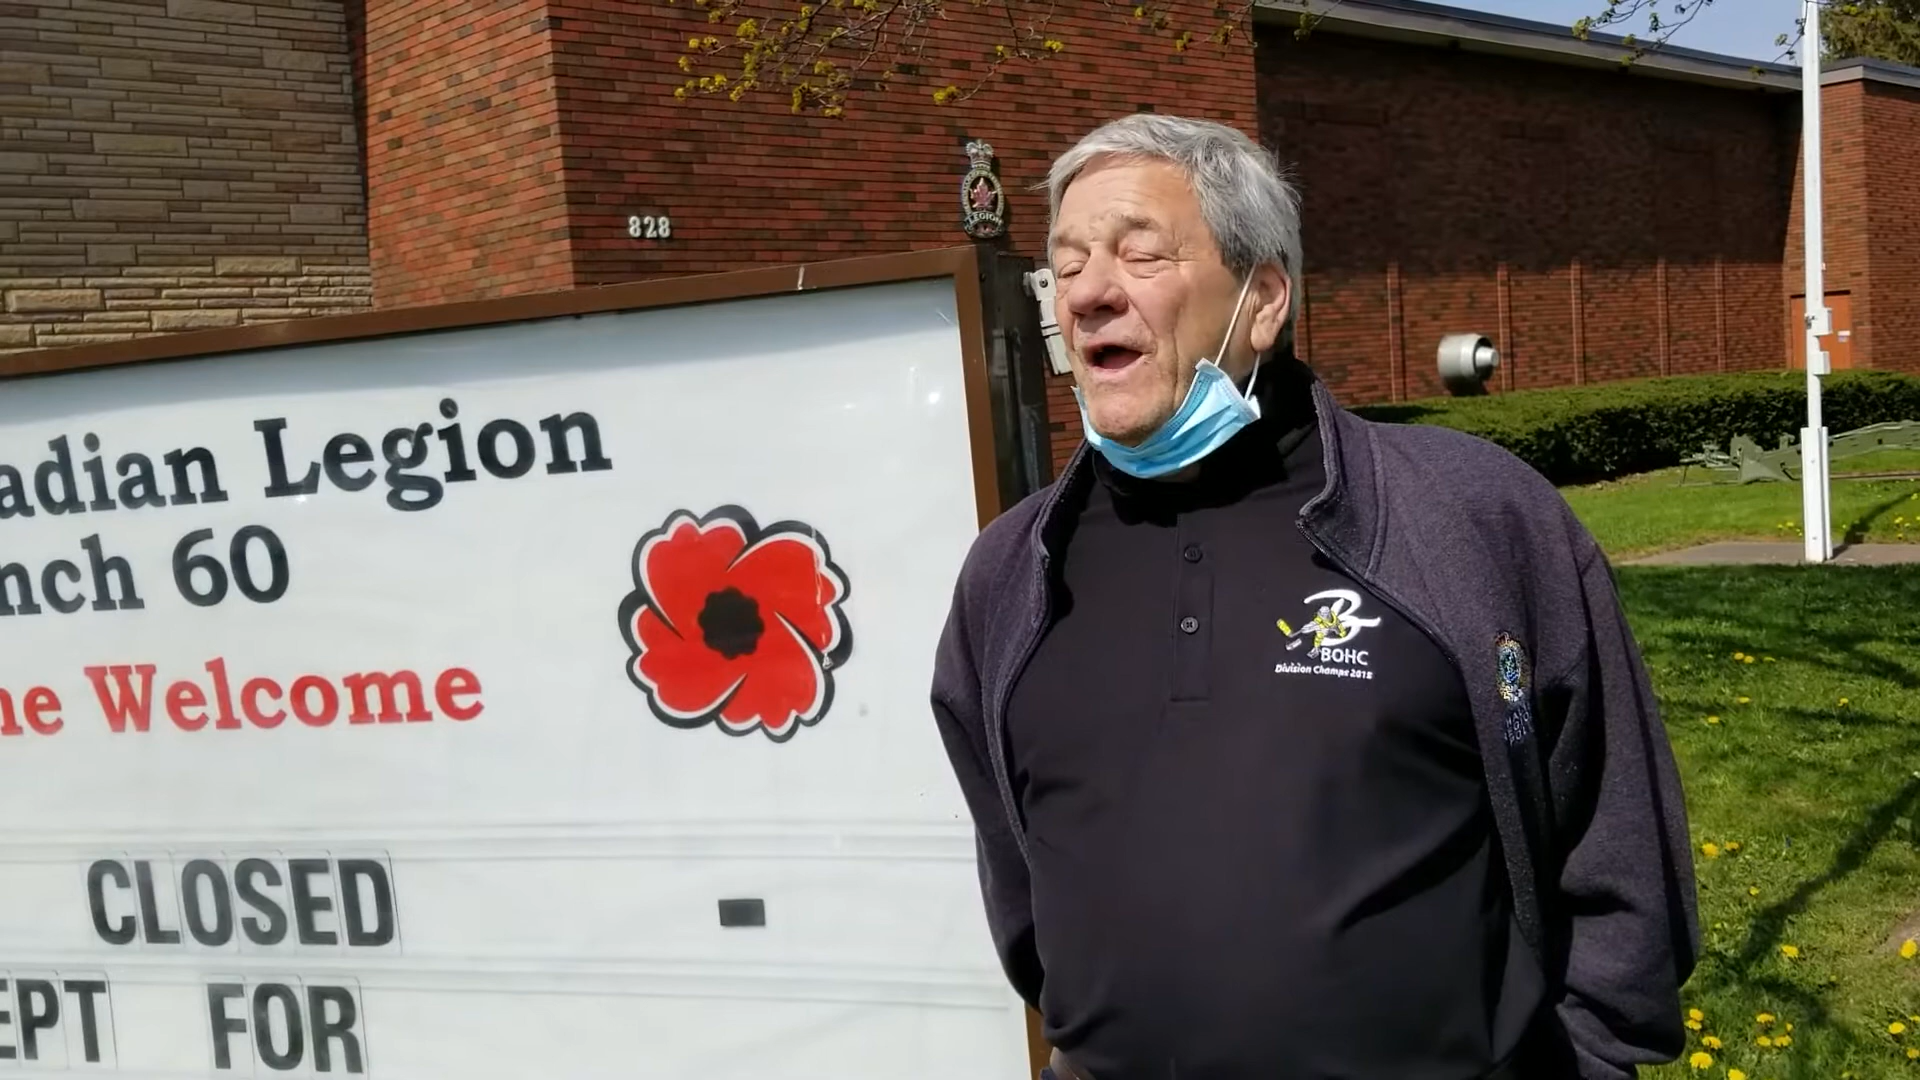 828
LEGION
adian Legion
nch 60
ne Welcome
CLOSED -
EPT FOR
B
BOHC
Division Champs 2018